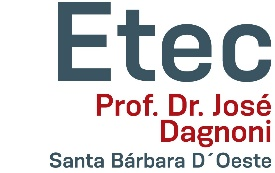 Etec
Prof. Dr. José
Dagnoni
Santa Bárbara D´Oeste